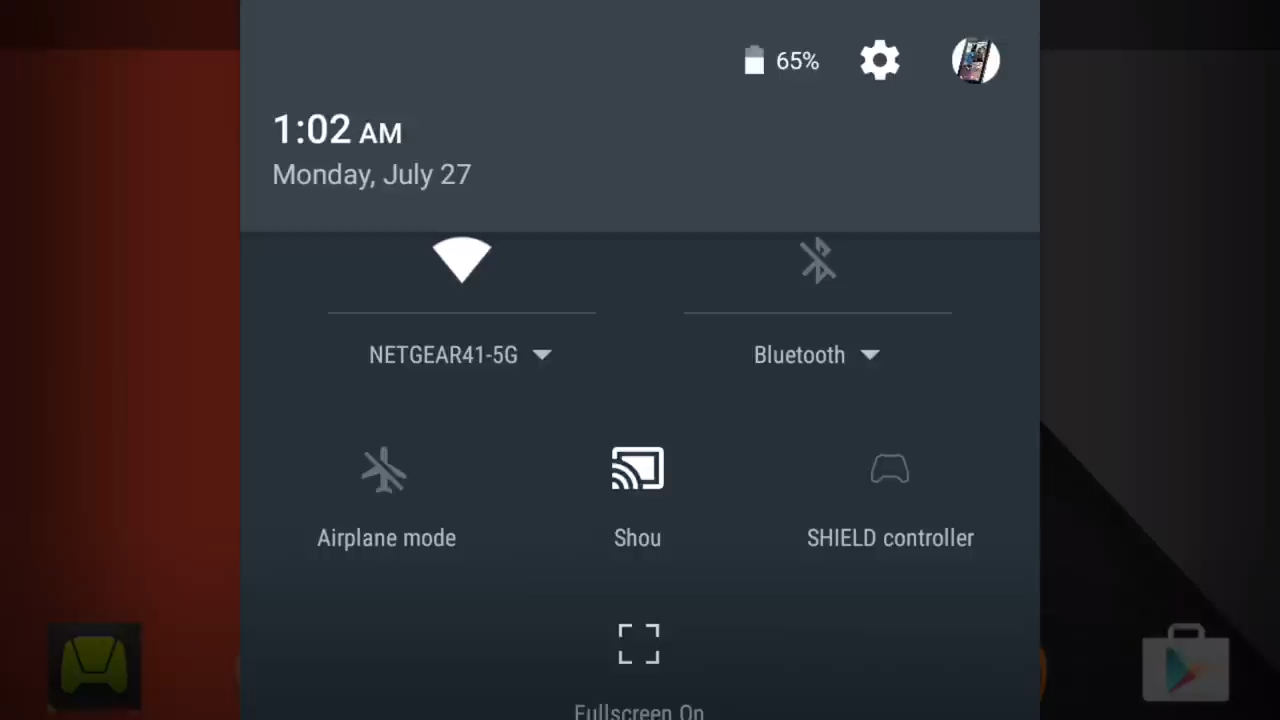 65%
1:02 AM
Monday, July 27
NETGEAR41-5G
Bluetooth
Airplane mode
Shou
SHIELD controller
Fullscreen On